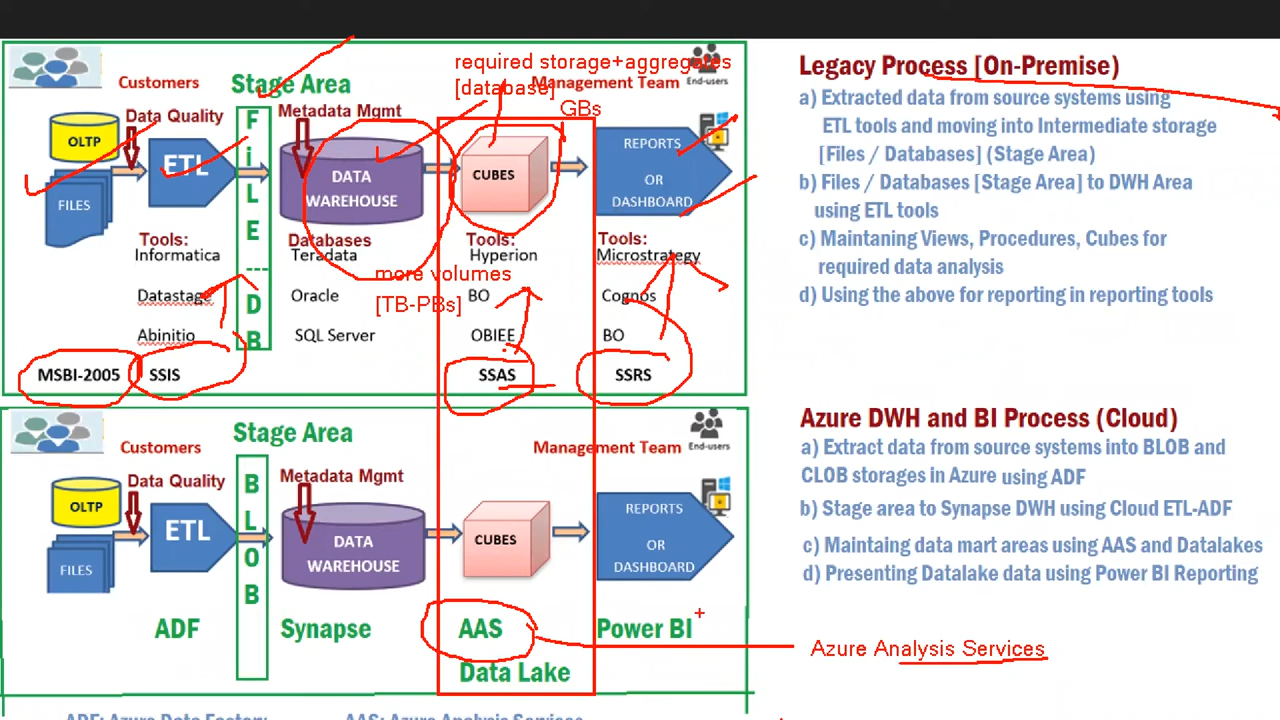 required storage+aggregates
[database]
GBs
Customers
Stage Area
Management Team
End-users
Data Quality
Metadata Mgmt
OLTP
FILES
ETL
F
i
L
E
---
D
B
DATA
WAREHOUSE
CUBES
REPORTS
OR
DASHBOARD
Tools:
Informatica
Datastage
Abinitio
Databases
Teradata
Oracle
SQL Server
more volumes
[TB-PBs]
Tools:
Hyperion
BO
OBIEE
Tools:
Microstrategy
Cognos
BO
MSBI-2005
SSIS
SSAS
SSRS
Legacy Process [On-Premise)
a) Extracted data from source systems using
ETL tools and moving into Intermediate storage
[Files / Databases] (Stage Area)
b) Files / Databases [Stage Area] to DWH Area
using ETL tools
c) Maintaning Views, Procedures, Cubes for
required data analysis
d) Using the above for reporting in reporting tools
Customers
Stage Area
Management Team
End-users
Data Quality
Metadata Mgmt
OLTP
FILES
ETL
B
L
O
B
DATA
WAREHOUSE
CUBES
REPORTS
OR
DASHBOARD
ADF
Synapse
AAS
Data Lake
Power BI
+
Azure DWH and BI Process (Cloud)
a) Extract data from source systems into BLOB and
CLOB storages in Azure using ADF
b) Stage area to Synapse DWH using Cloud ETL-ADF
c) Maintaing data mart areas using AAS and Datalakes
d) Presenting Datalake data using Power BI Reporting
Azure Analysis Services
ADF: Azure Data Factory
AAS: Azure Analysis Services